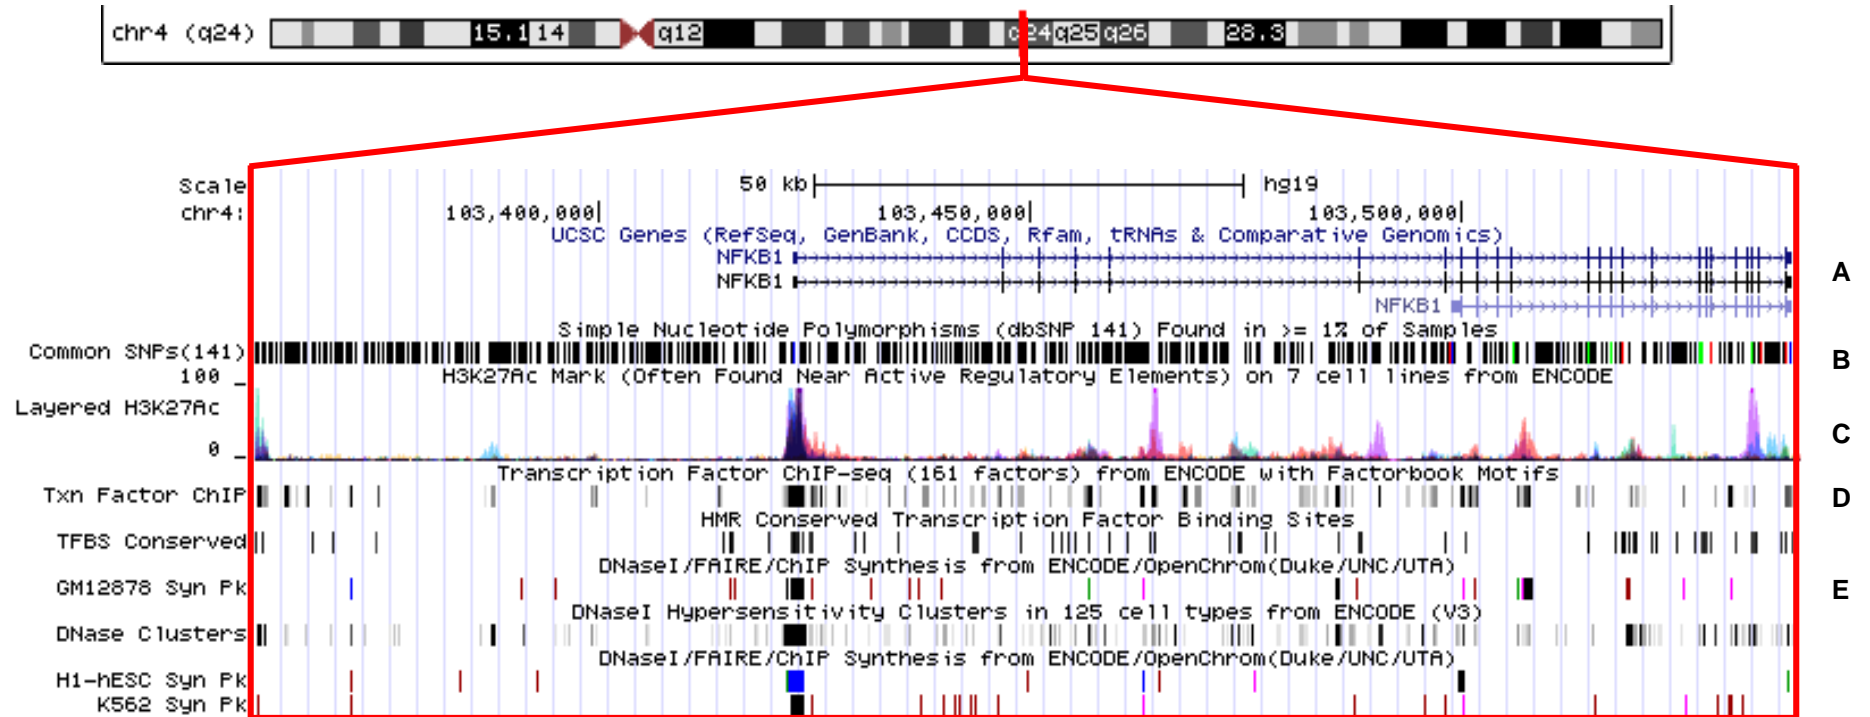 chr4 (q24) 15.1 14 q12 q24 q25 q26 28.3
Scale 50 kb hg19
chr4: 103,400,000 103,450,000 103,500,000
UCSC Genes (RefSeq, GenBank, CCDS, Rfam, tRNAs & Comparative Genomics)
NFKB1
NFKB1 A
NFKB1
Simple Nucleotide Polymorphisms (dbSNP 141) Found in >= 1% of Samples
Common SNPs(141) B
100 _ H3K27Ac Mark (Often Found Near Active Regulatory Elements) on 7 cell lines from ENCODE
Layered H3K27Ac C
0 _
Transcription Factor ChIP-seq (161 factors) from ENCODE with Factorbook Motifs
Txn Factor ChIP D
HMR Conserved Transcription Factor Binding Sites
TFBS Conserved
DNaseI/FAIRE/ChIP Synthesis from ENCODE/OpenChrom(Duke/UNC/UTA)
GM12878 Syn Pk E
DNaseI Hypersensitivity Clusters in 125 cell types from ENCODE (V3)
DNase Clusters
DNaseI/FAIRE/ChIP Synthesis from ENCODE/OpenChrom(Duke/UNC/UTA)
H1-hESC Syn Pk
K562 Syn Pk